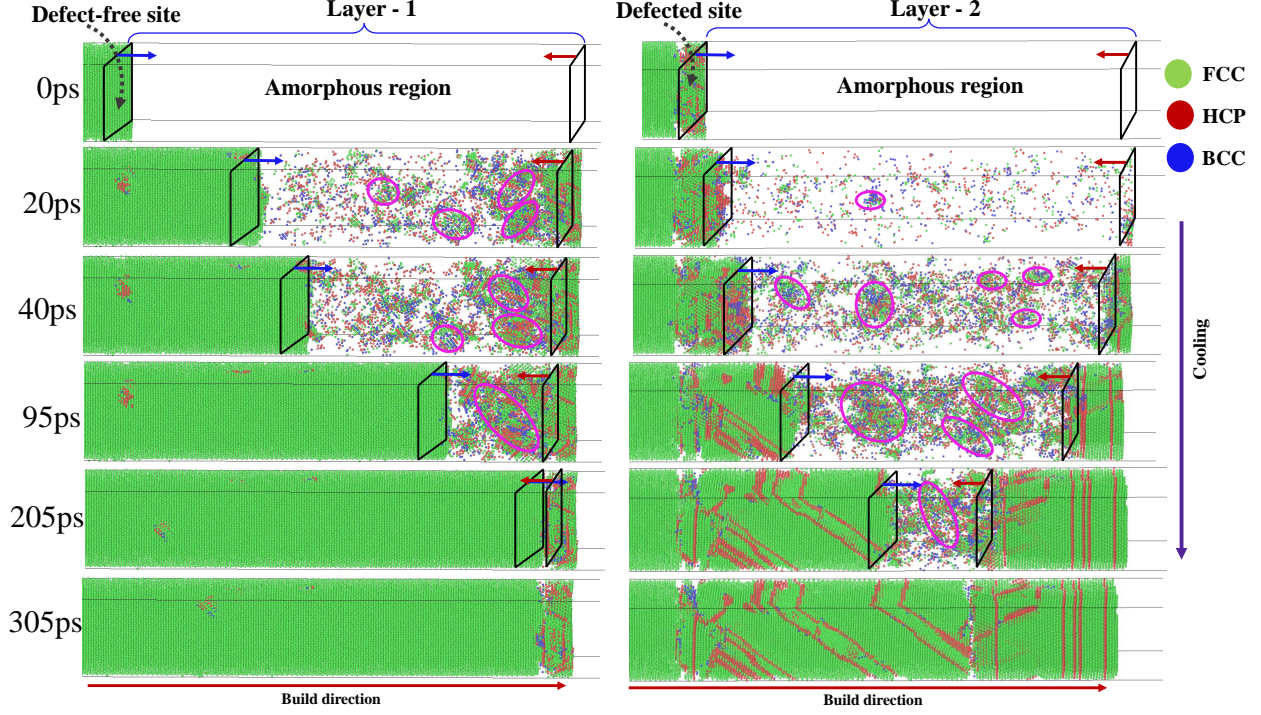 Defect-free site
Layer - 1
Defected site
Layer - 2
0ps
Amorphous region
Amorphous region
FCC
HCP
BCC
20ps
40ps
Cooling
95ps
205ps
305ps
Build direction
Build direction